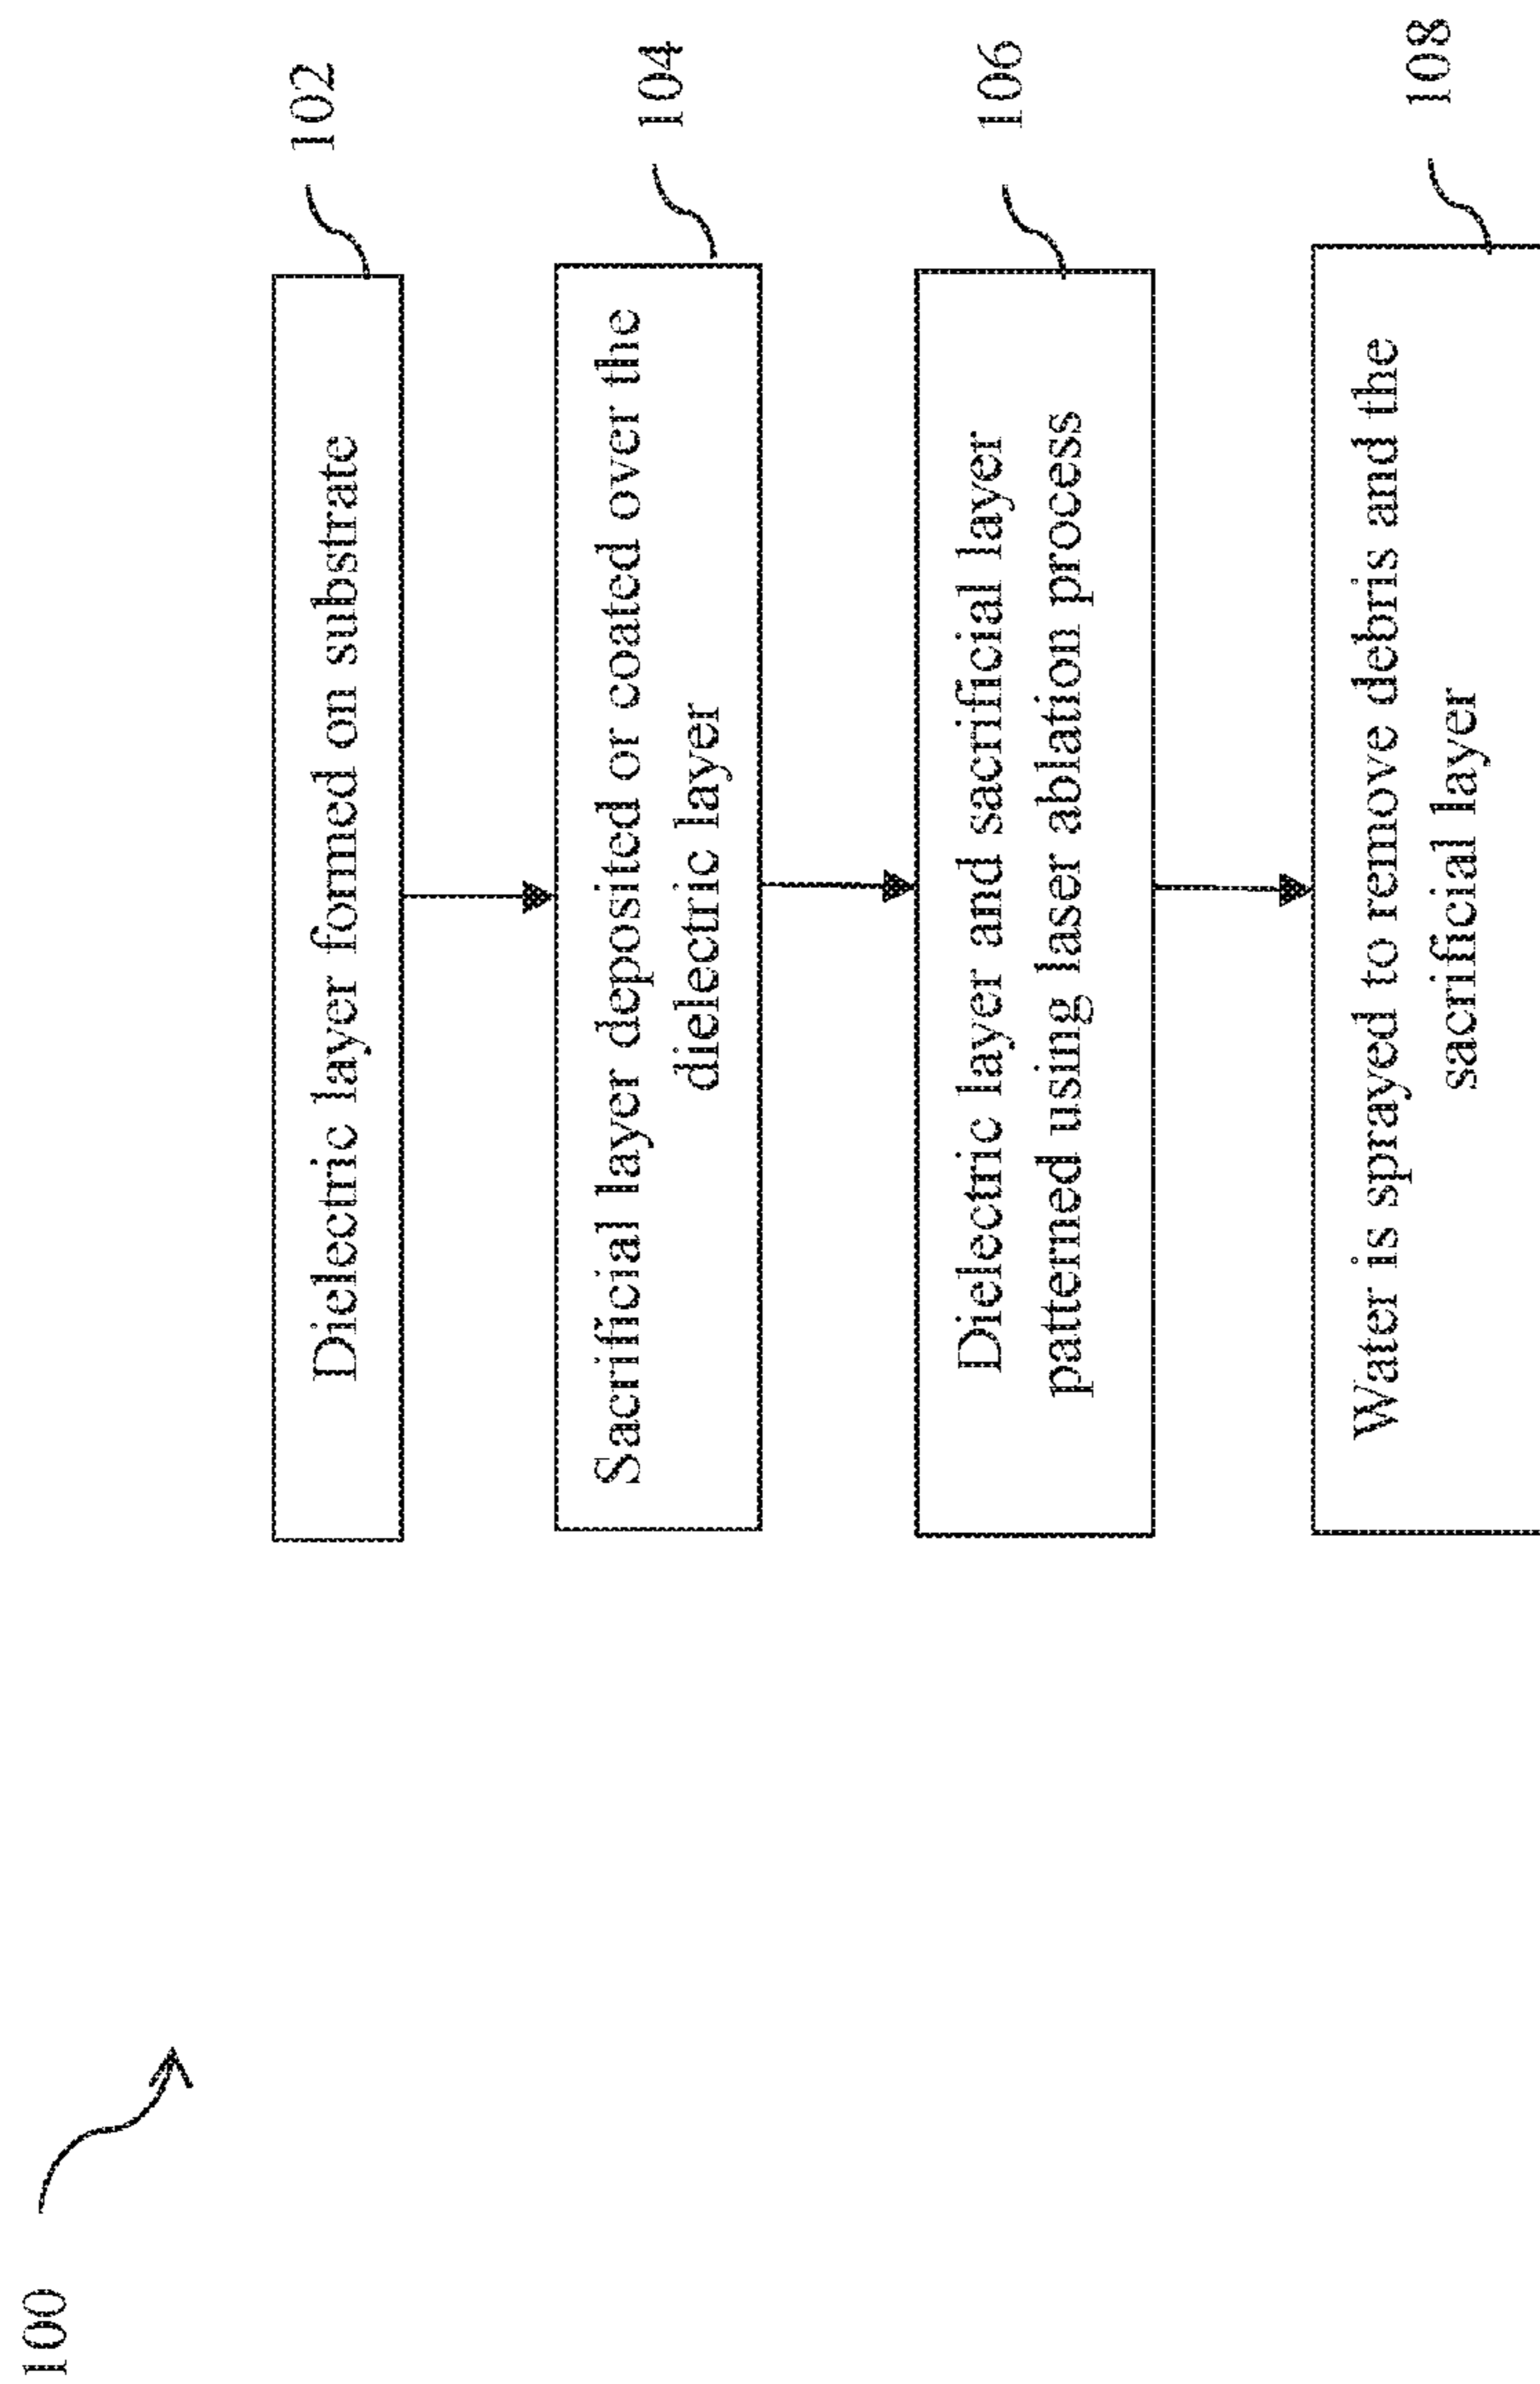 100
Dielectric layer formed on substrate
102
Sacrificial layer deposited or coated over the
dielectric layer
104
Dielectric layer and sacrificial layer
patterned using laser ablation process
106
Water is sprayed to remove debris and the
sacrificial layer
108